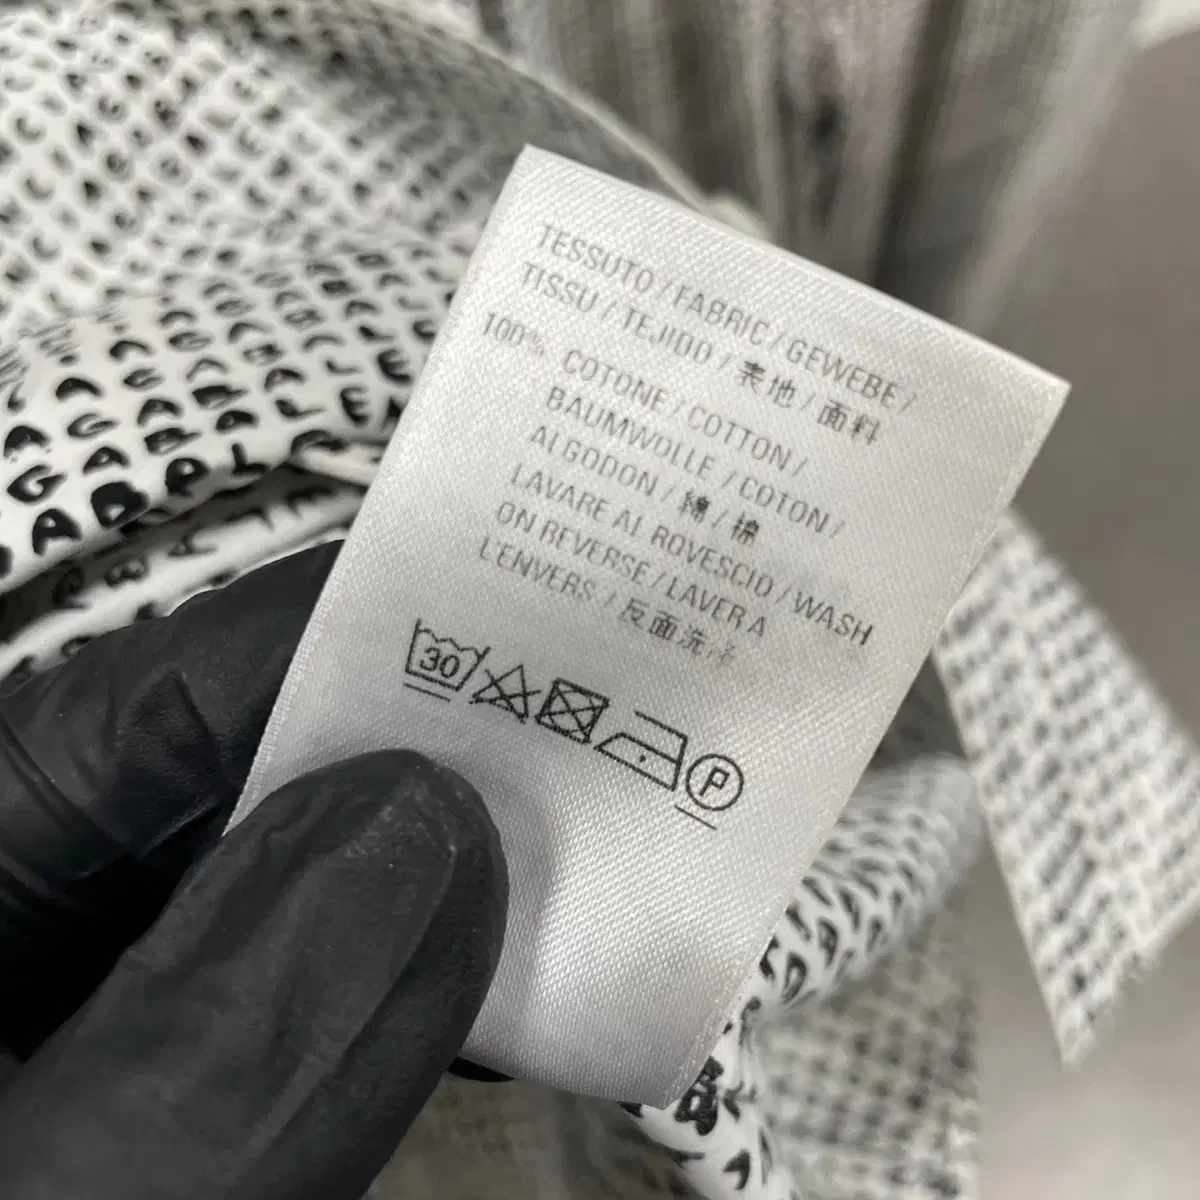 TESSUTO / FABRIC / GEWEBE /
TISSU / TEJIDO / 表地 / 面料
100% COTONE / COTTON /
BAUMWOLLE / COTON /
ALGODON / 綿 / 棉
LAVARE AL ROVESCIO / WASH
ON REVERSE / LAVER A
L'ENVERS / 反面洗涤
30
P